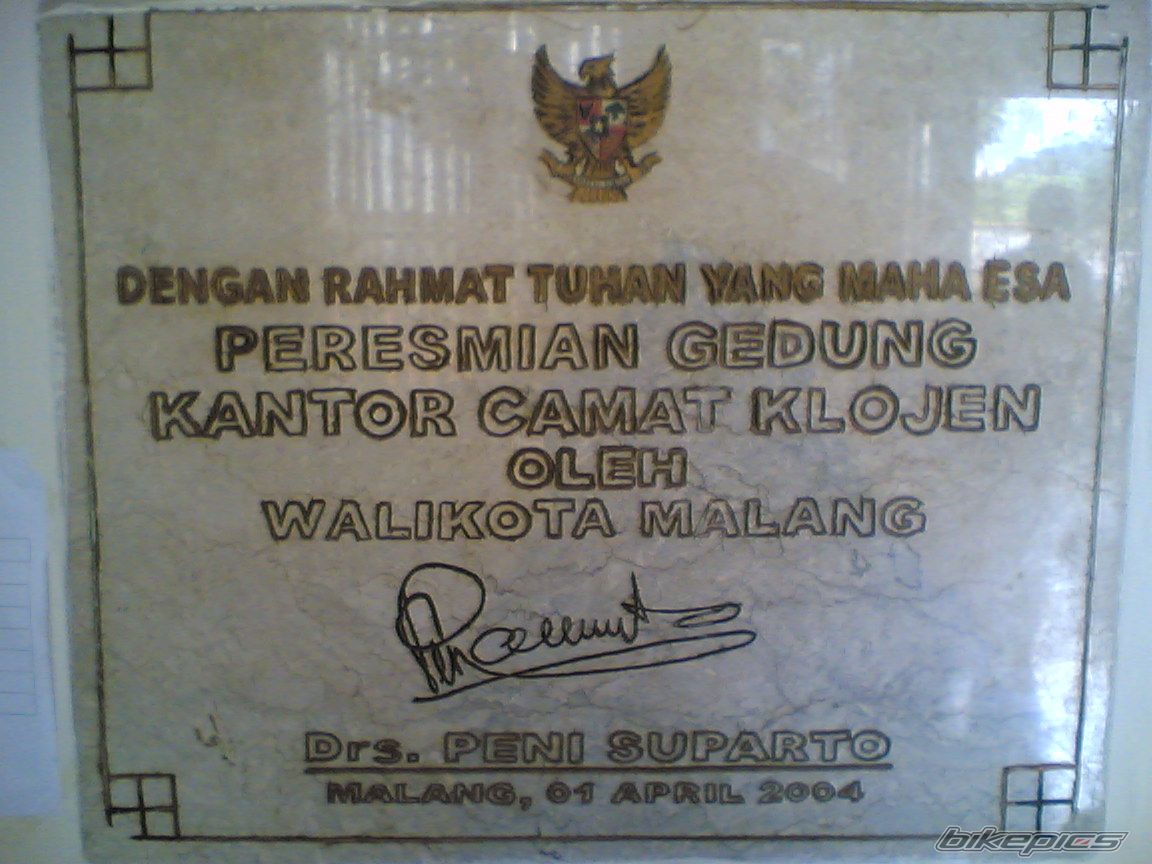 DENGAN RAHMAT TUHAN YANG MAHA ESA
PERESMIAN GEDUNG
KANTOR CAMAT KLOJEN
OLEH
WALIKOTA MALANG
Drs. PENI SUPARTO
MALANG, 01 APRIL 2004
bikepics